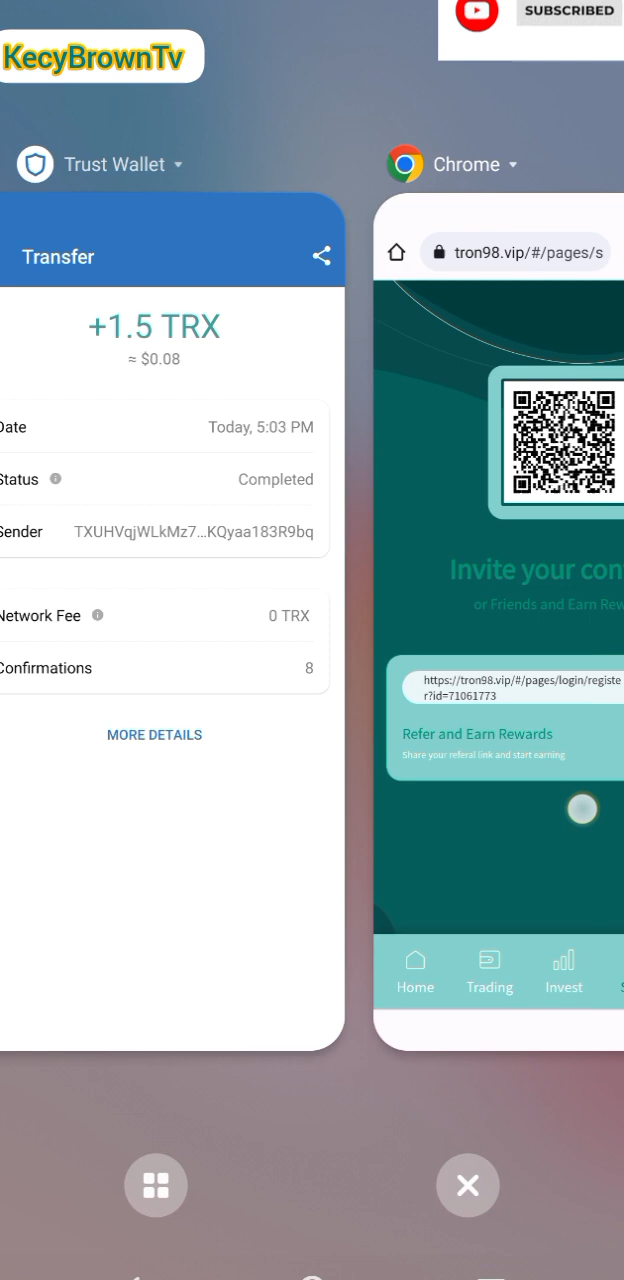 SUBSCRIBED
KecyBrownTv
Trust Wallet
Chrome
Transfer
tron98.vip/#/pages/s
+1.5 TRX
≈ $0.08
Date
Today, 5:03 PM
Status
Completed
Sender
TXUHVqjWLkMz7...KQyaa183R9bq
Network Fee
0 TRX
Confirmations
8
MORE DETAILS
Invite your con
or Friends and Earn Rew
https://tron98.vip/#/pages/login/registe
r?id=71061773
Refer and Earn Rewards
Share your referal link and start earning
Home
Trading
Invest